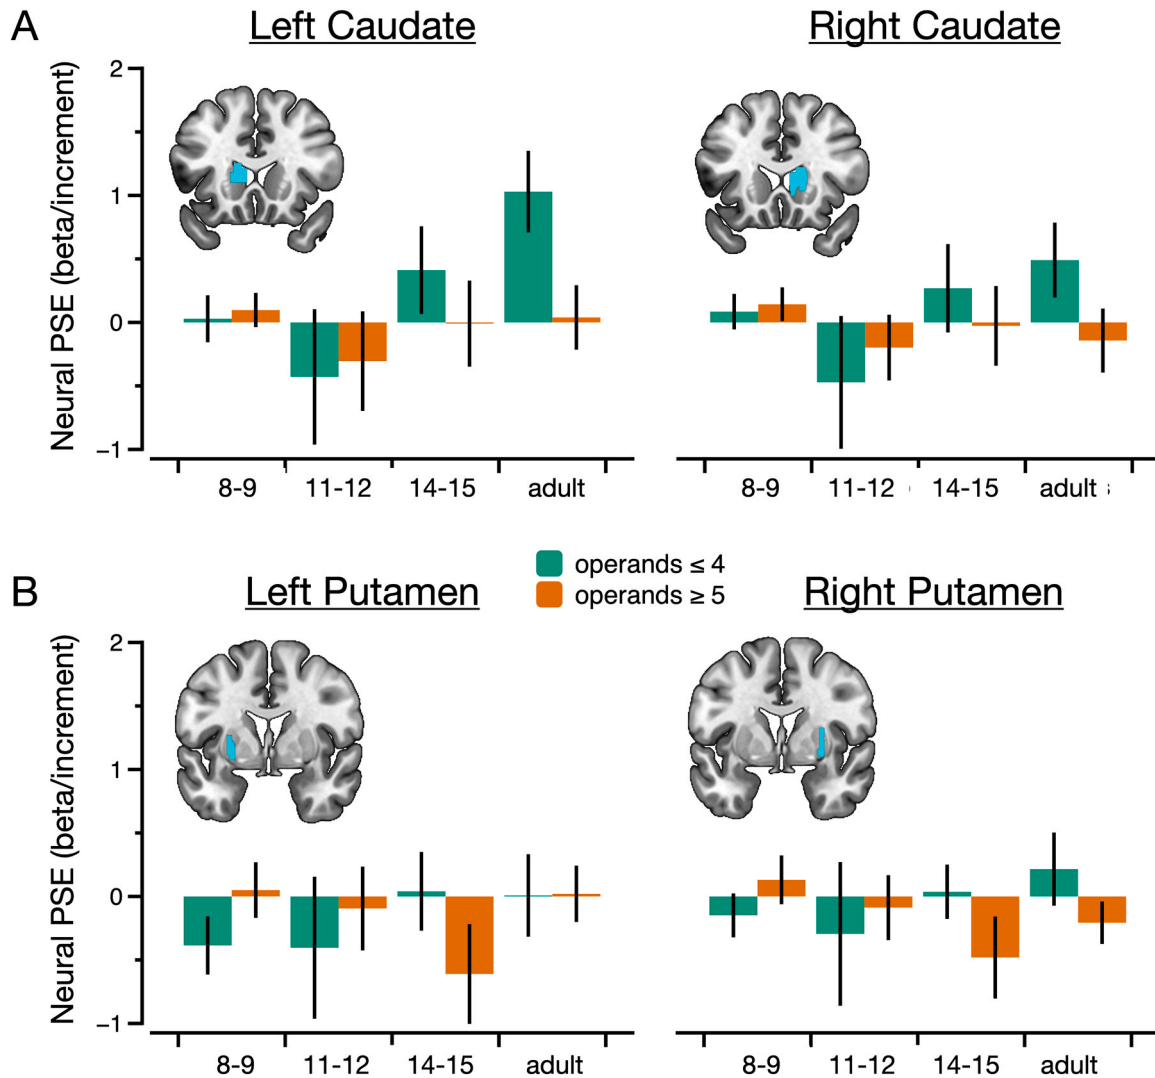 A
Left Caudate
Right Caudate
Neural PSE (beta/increment)
2
1
0
−1
8-9 11-12 14-15 adult
8-9 11-12 14-15 adult
operands ≤ 4
operands ≥ 5
B
Left Putamen
Right Putamen
Neural PSE (beta/increment)
2
1
0
−1
8-9 11-12 14-15 adult
8-9 11-12 14-15 adult